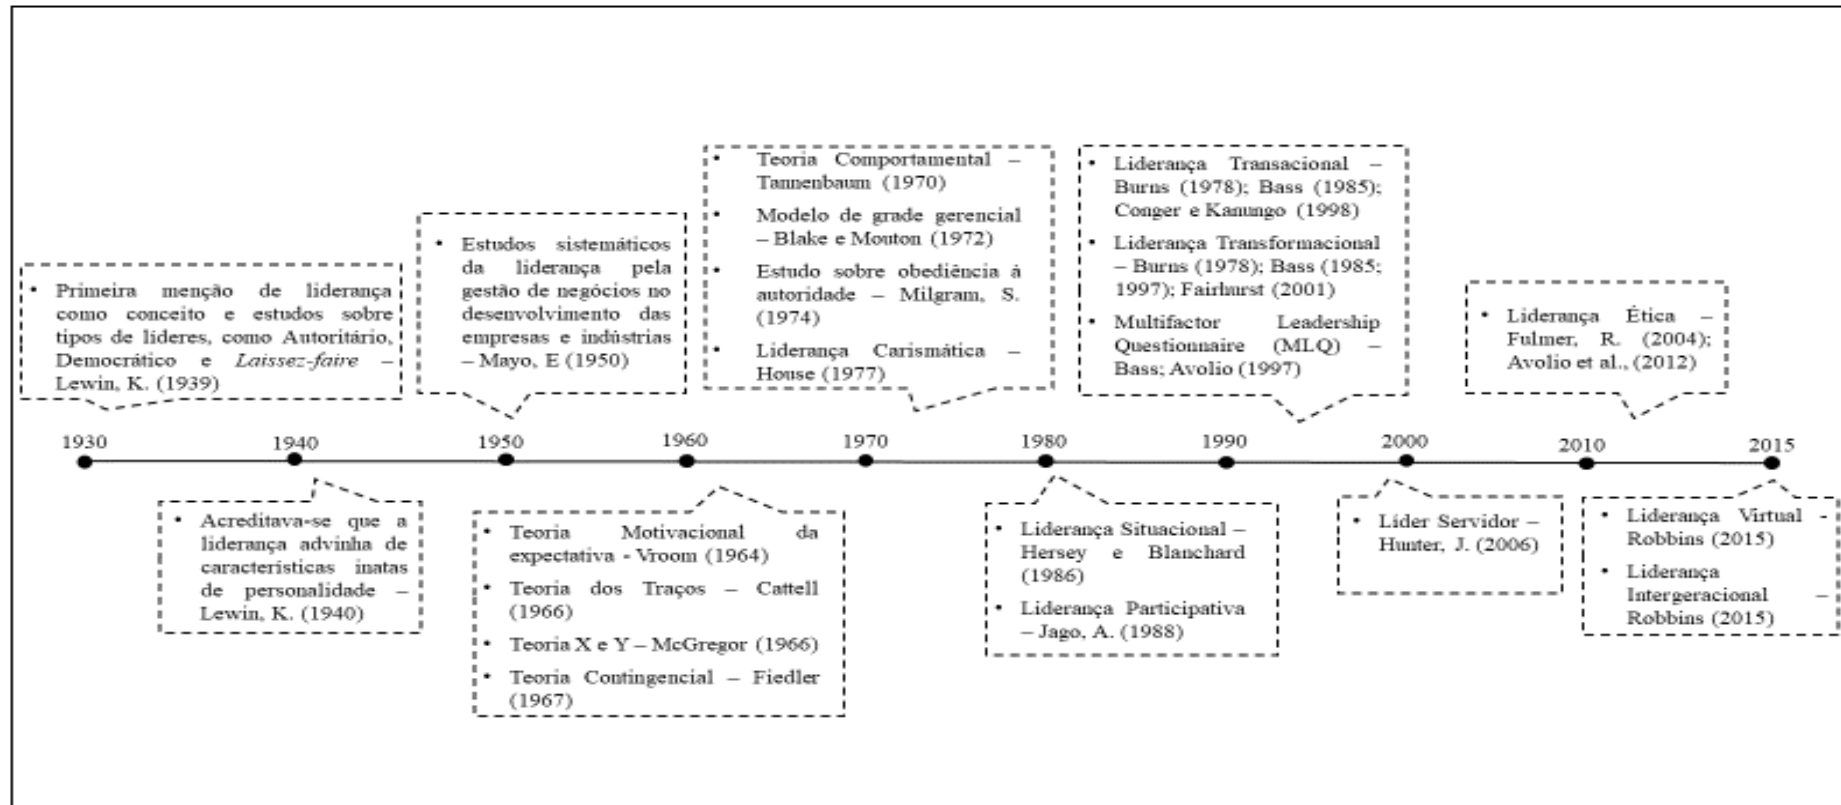 • Teoria Comportamental –
Tannenbaum (1970)
• Modelo de grade gerencial
– Blake e Mouton (1972)
• Estudo sobre obediência à
autoridade – Milgram, S.
(1974)
• Liderança Carismática –
House (1977)
• Liderança Transacional –
Burns (1978); Bass (1985);
Conger e Kanungo (1998)
• Liderança Transformacional
– Burns (1978); Bass (1985;
1997); Fairhurst (2001)
• Multifactor Leadership
Questionnaire (MLQ) –
Bass; Avolio (1997)
• Estudos sistemáticos
da liderança pela
gestão de negócios no
desenvolvimento das
empresas e indústrias
– Mayo, E (1950)
• Primeira menção de liderança
como conceito e estudos sobre
tipos de líderes, como Autoritário,
Democrático e Laissez-faire –
Lewin, K. (1939)
• Liderança Ética –
Fulmer, R. (2004);
Avolio et al., (2012)
1930 1940 1950 1960 1970 1980 1990 2000 2010 2015
• Acreditava-se que a
liderança advinha de
características inatas
de personalidade –
Lewin, K. (1940)
• Teoria Motivacional da
expectativa - Vroom (1964)
• Teoria dos Traços – Cattell
(1966)
• Teoria X e Y – McGregor (1966)
• Teoria Contingencial – Fiedler
(1967)
• Liderança Situacional –
Hersey e Blanchard
(1986)
• Liderança Participativa
– Jago, A. (1988)
• Líder Servidor –
Hunter, J. (2006)
• Liderança Virtual -
Robbins (2015)
• Liderança
Intergeracional –
Robbins (2015)